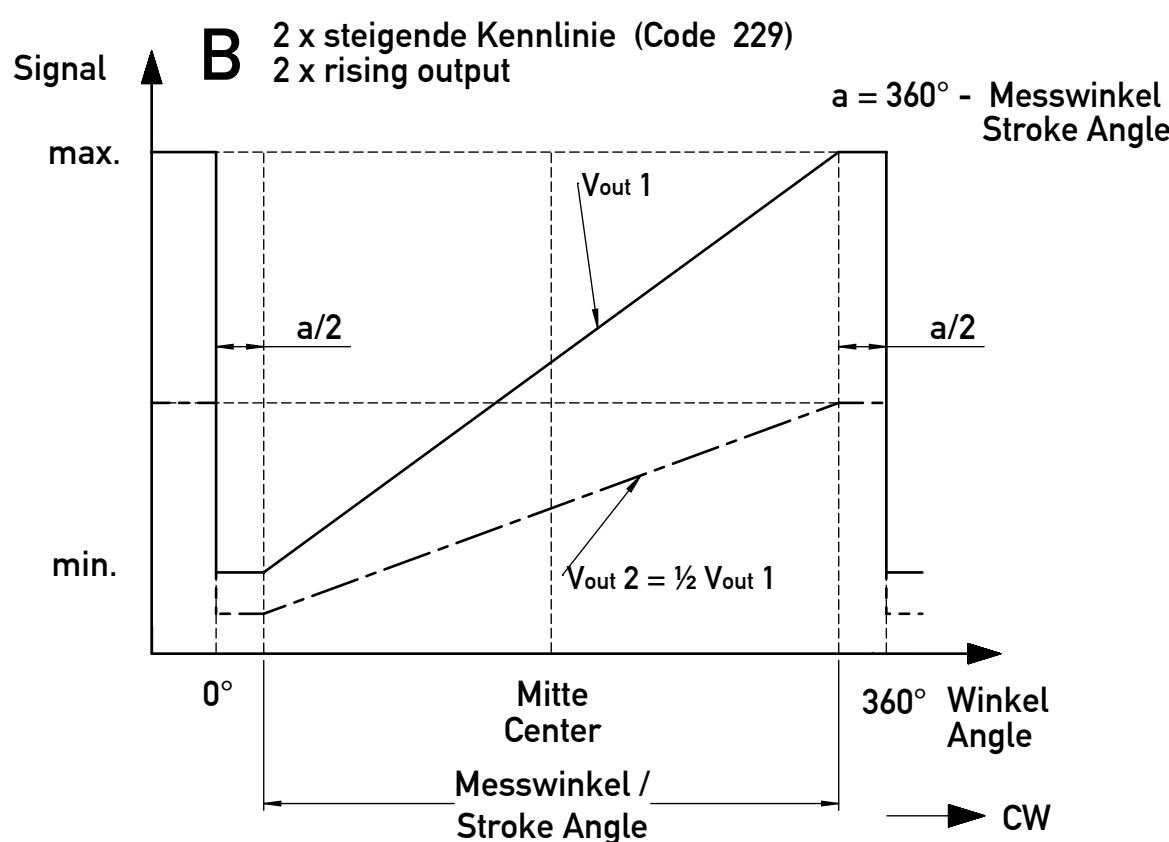 B
2 x steigende Kennlinie (Code 229)
2 x rising output
Signal
a = 360° - Messwinkel
Stroke Angle
max.
Vout 1
a/2
a/2
min.
Vout 2 = ½ Vout 1
0°
Mitte
Center
360°
Winkel
Angle
Messwinkel /
Stroke Angle
CW